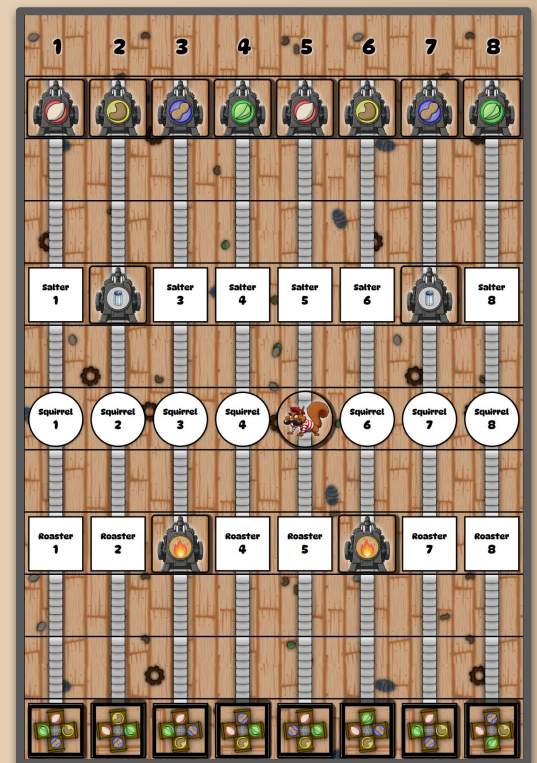 1 2 3 4 5 6 7 8
Salter Salter Salter Salter Salter Salter
1 3 4 5 6 8
Squirrel Squirrel Squirrel Squirrel Squirrel Squirrel Squirrel
1 2 3 4 6 7 8
Roaster Roaster Roaster Roaster Roaster Roaster
1 2 4 5 7 8